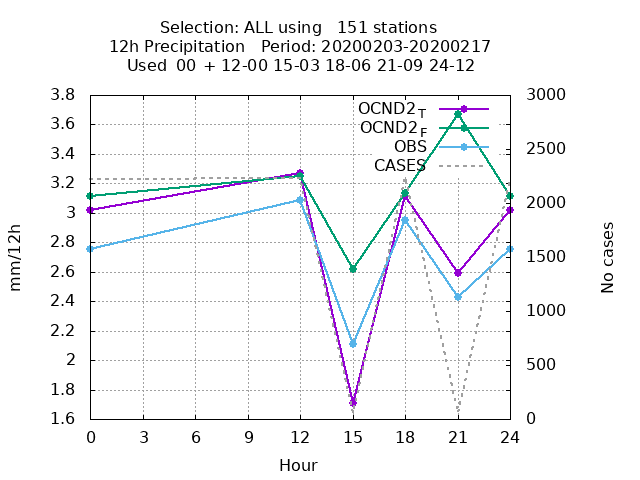 Selection: ALL using   151 stations
12h Precipitation   Period: 20200203-20200217
Used  00 + 12-00 15-03 18-06 21-09 24-12
3.8
3.6
3.4
3.2
3
2.8
2.6
2.4
2.2
2
1.8
1.6
mm/12h
OCND2T
OCND2F
OBS
CASES
3000
2500
2000
1500
1000
500
0
No cases
0 3 6 9 12 15 18 21 24
Hour